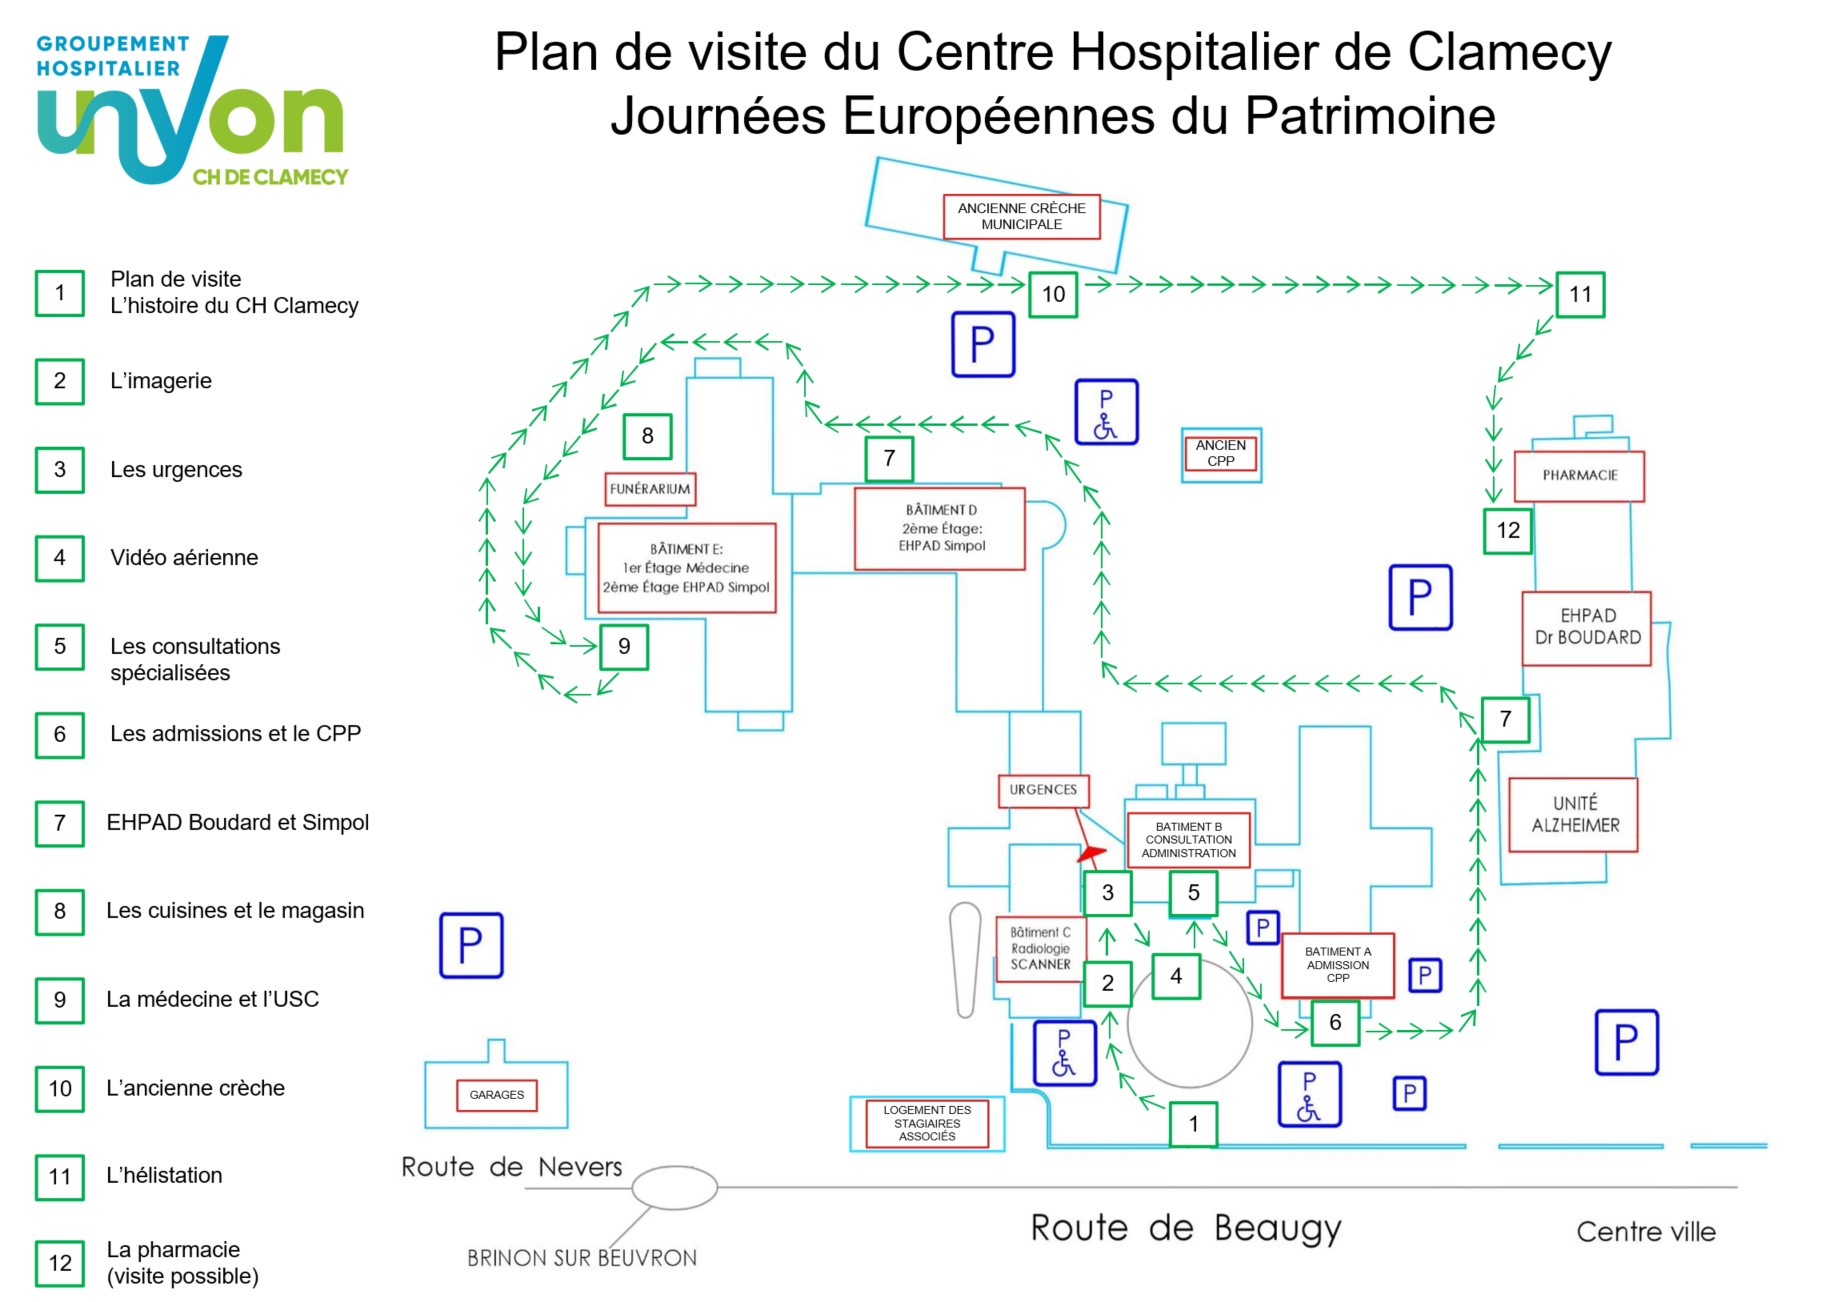 GROUPEMENT
HOSPITALIER
unyon
CH DE CLAMECY
Plan de visite du Centre Hospitalier de Clamecy
Journées Européennes du Patrimoine
1
Plan de visite
L'histoire du CH Clamecy
2
L'imagerie
3
Les urgences
4
Vidéo aérienne
5
Les consultations
spécialisées
6
Les admissions et le CPP
7
EHPAD Boudard et Simpol
8
Les cuisines et le magasin
9
La médecine et l'USC
10
L'ancienne crèche
11
L'hélistation
12
La pharmacie
(visite possible)
ANCIENNE CRÈCHE
MUNICIPALE
10
11
P
P
ANCIEN
CPP
8
7
FUNÉRARIUM
BÂTIMENT D
2ème Étage:
EHPAD Simpol
BÂTIMENT E:
1er Étage Médecine
2ème Étage EHPAD Simpol
9
PHARMACIE
12
P
EHPAD
Dr BOUDARD
7
UNITÉ
ALZHEIMER
URGENCES
BATIMENT B
CONSULTATION
ADMINISTRATION
3
5
P
Bâtiment C
Radiologie
SCANNER
2
4
P
BATIMENT A
ADMISSION
CPP
P
6
P
P
P
P
1
GARAGES
LOGEMENT DES
STAGIAIRES
ASSOCIÉS
Route de Nevers
BRINON SUR BEUVRON
Route de Beaugy
Centre ville